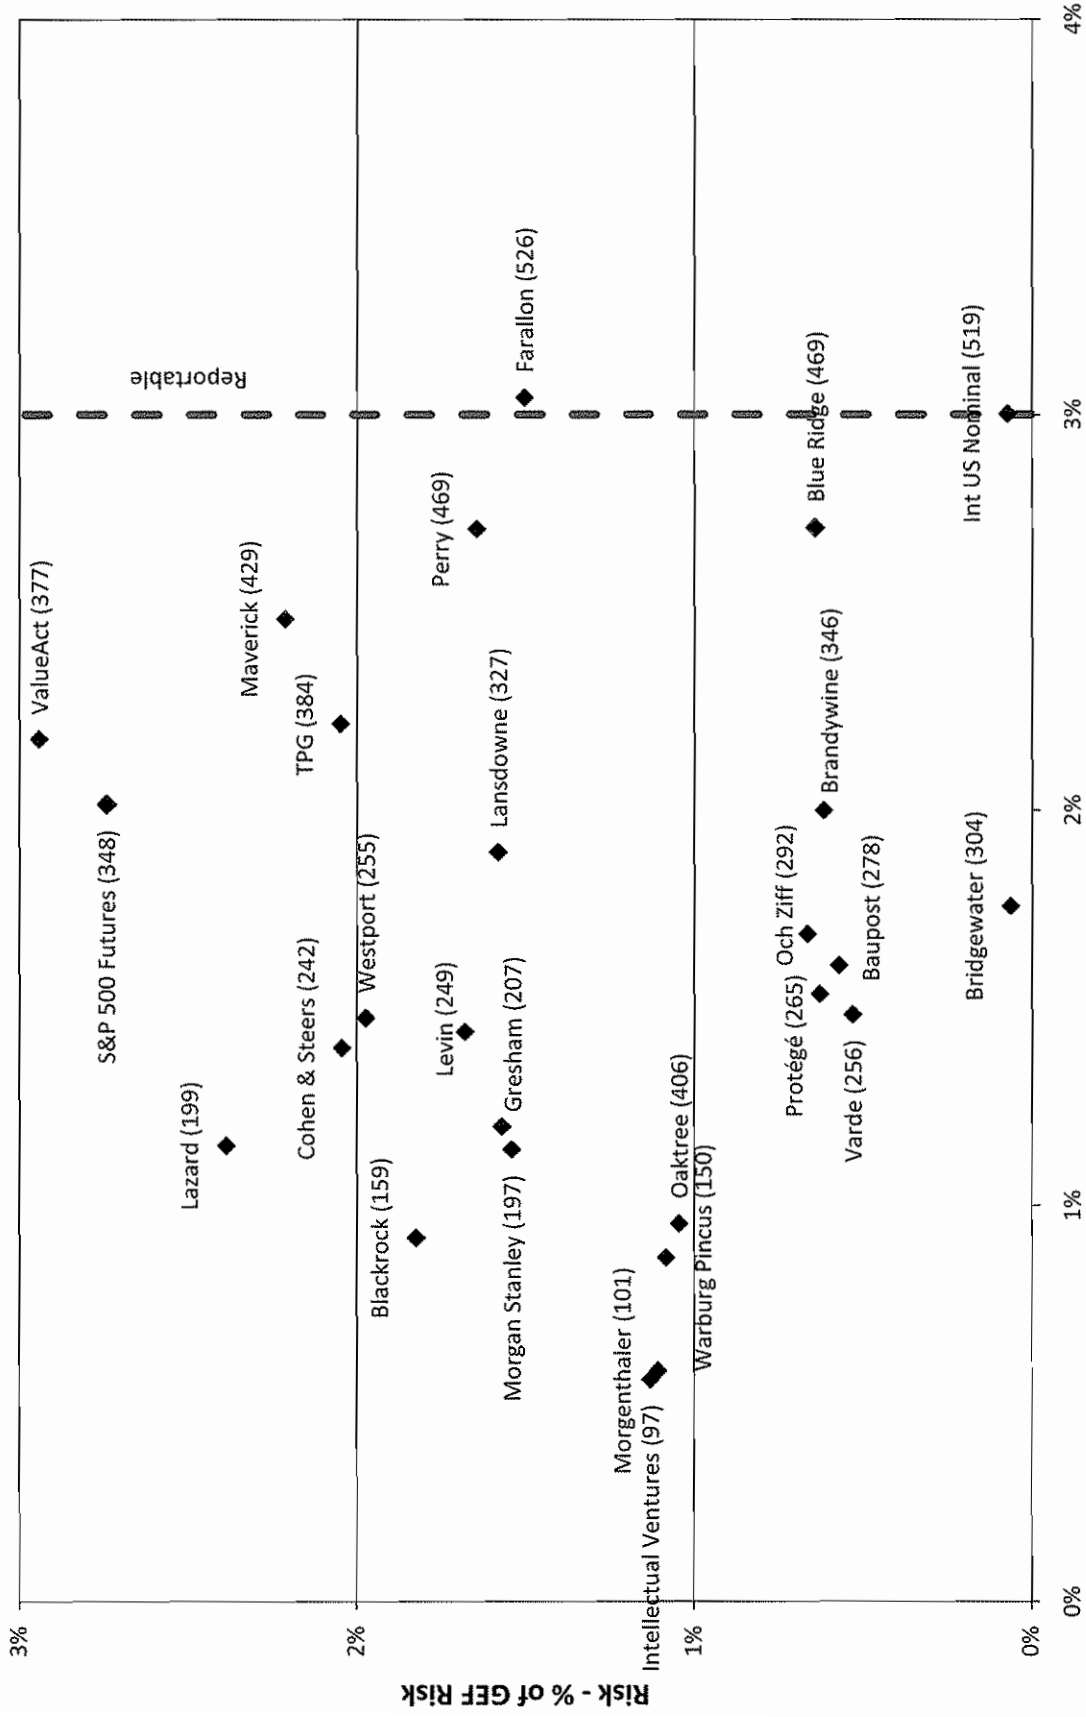 3%
2%
1%
0%
Risk - % of GEF Risk
0%
1%
2%
3%
4%
Reportable
ValueAct (377)
S&P 500 Futures (348)
Lazard (199)
Maverick (429)
TPG (384)
Cohen & Steers (242)
Westport (255)
Blackrock (159)
Perry (469)
Levin (249)
Lansdowne (327)
Farallon (526)
Gresham (207)
Morgan Stanley (197)
Morgenthaler (101)
Intellectual Ventures (97)
Oaktree (406)
Warburg Pincus (150)
Och Ziff (292)
Protégé (265)
Blue Ridge (469)
Brandywine (346)
Varde (256)
Baupost (278)
Bridgewater (304)
Int US Nominal (519)